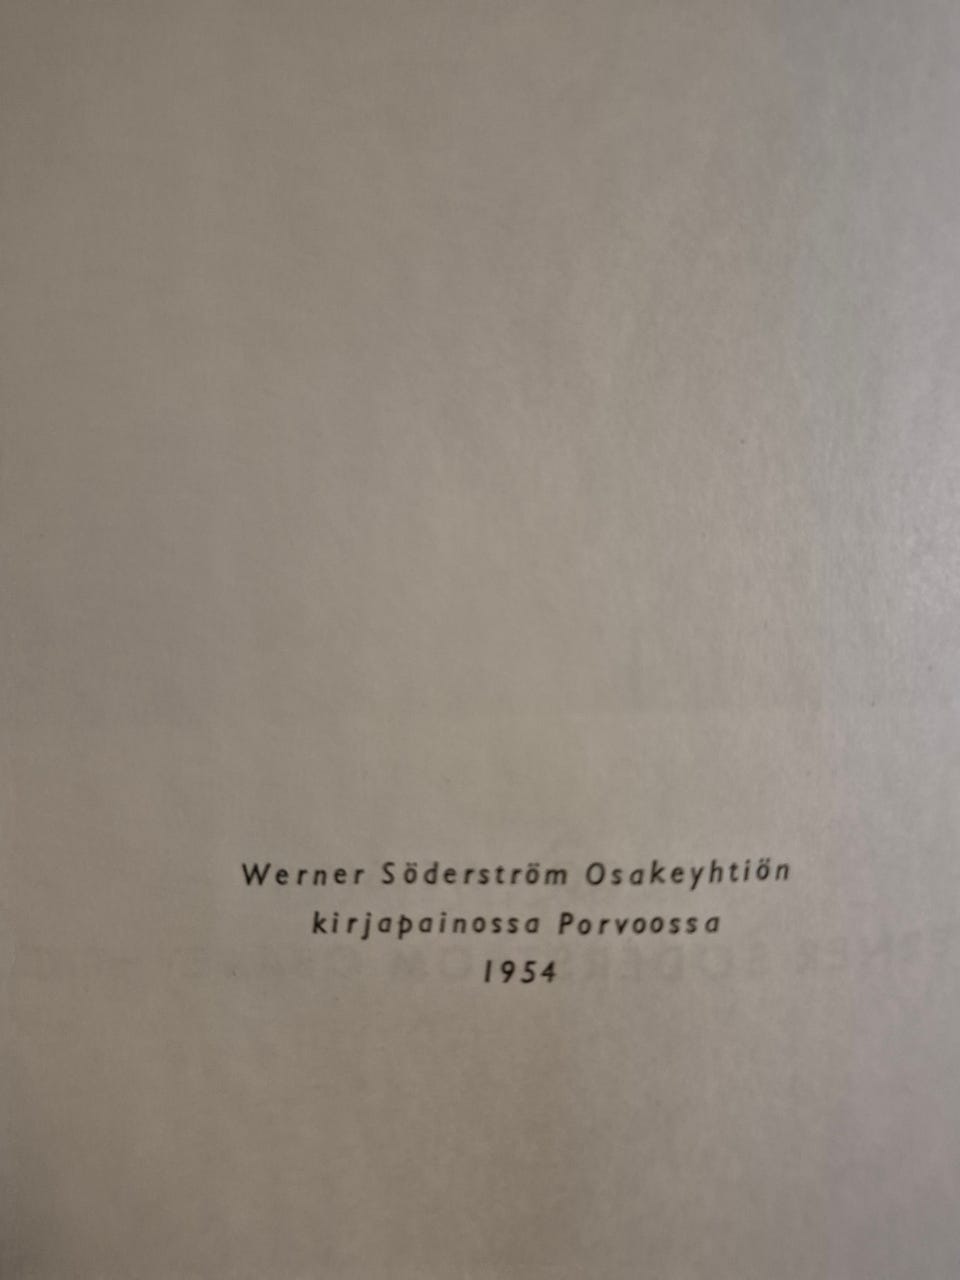 Werner Söderström Osakeyhtiön
kirjapainossa Porvoossa
1954